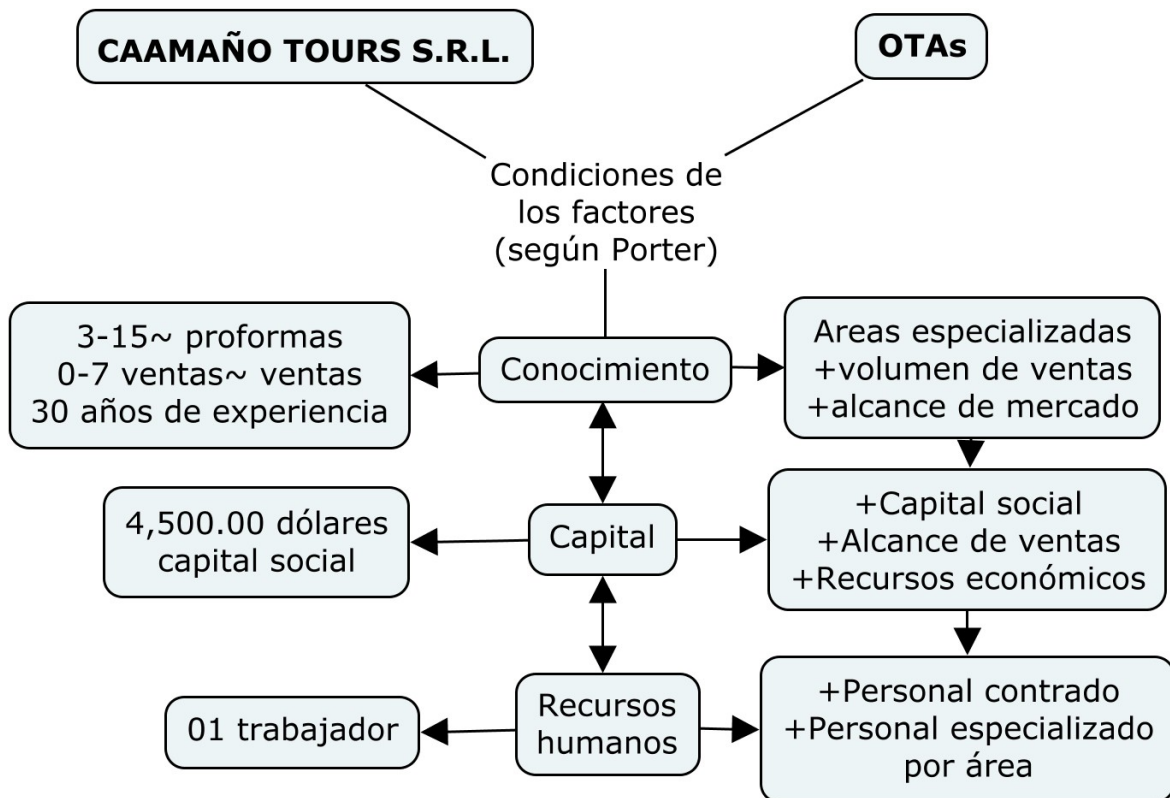 CAAMAÑO TOURS S.R.L.
OTAs
Condiciones de
los factores
(según Porter)
3-15~ proformas
0-7 ventas~ ventas
30 años de experiencia
Conocimiento
Areas especializadas
+volumen de ventas
+alcance de mercado
4,500.00 dólares
capital social
Capital
+Capital social
+Alcance de ventas
+Recursos económicos
01 trabajador
Recursos
humanos
+Personal contrado
+Personal especializado
por área